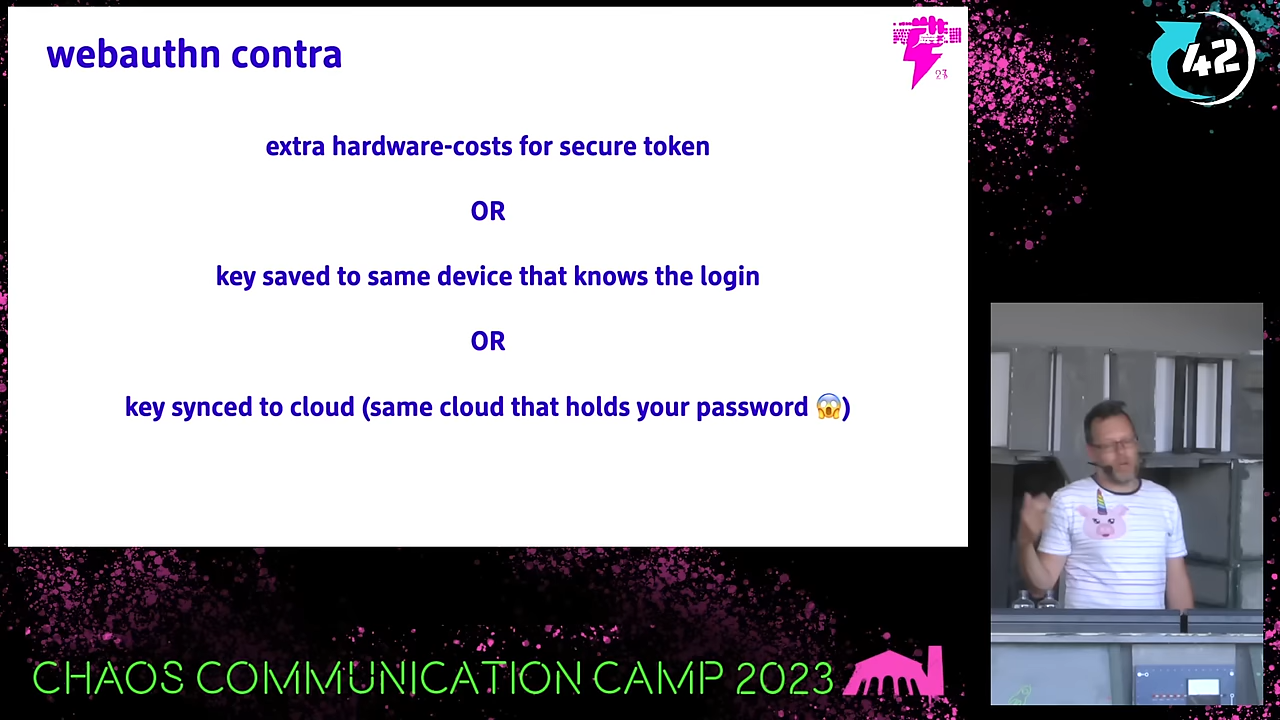 webauthn contra
23
42
extra hardware-costs for secure token
OR
key saved to same device that knows the login
OR
key synced to cloud (same cloud that holds your password 😱)
CHAOS COMMUNICATION CAMP 2023